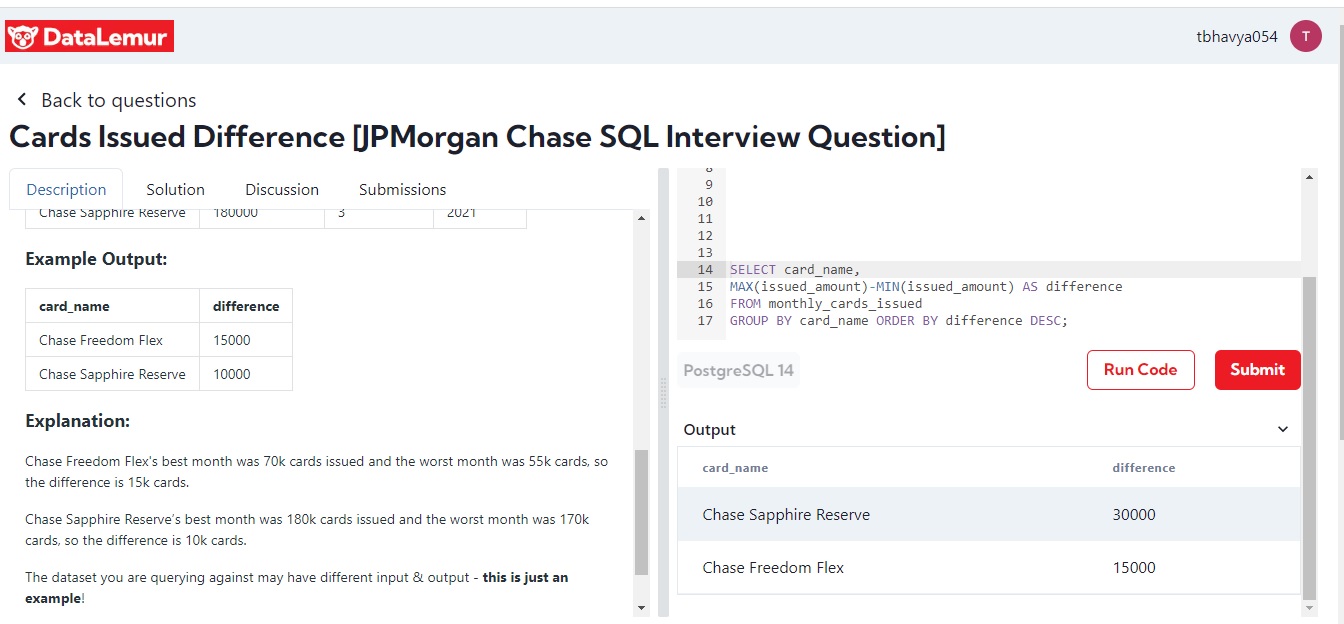 DataLemur
tbhavya054
T
Back to questions
Cards Issued Difference [JPMorgan Chase SQL Interview Question]
Description Solution Discussion Submissions
Chase Sapphire Reserve 180000 3 2021
Example Output:
card_name difference
Chase Freedom Flex 15000
Chase Sapphire Reserve 10000
Explanation:
Chase Freedom Flex's best month was 70k cards issued and the worst month was 55k cards, so
the difference is 15k cards.
Chase Sapphire Reserve’s best month was 180k cards issued and the worst month was 170k
cards, so the difference is 10k cards.
The dataset you are querying against may have different input & output - this is just an
example!
8
9
10
11
12
13
14 SELECT card_name,
15 MAX(issued_amount)-MIN(issued_amount) AS difference
16 FROM monthly_cards_issued
17 GROUP BY card_name ORDER BY difference DESC;
PostgreSQL 14
Run Code
Submit
Output
card_name difference
Chase Sapphire Reserve 30000
Chase Freedom Flex 15000